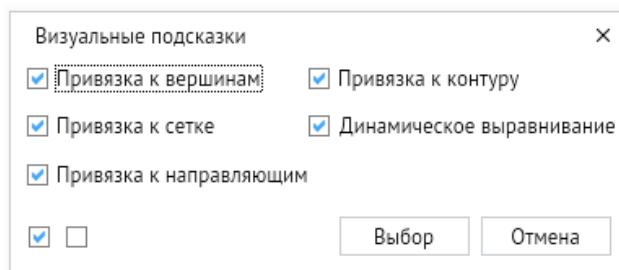 Визуальные подсказки
Привязка к вершинам Привязка к контуру
Привязка к сетке Динамическое выравнивание
Привязка к направляющим
Выбор Отмена